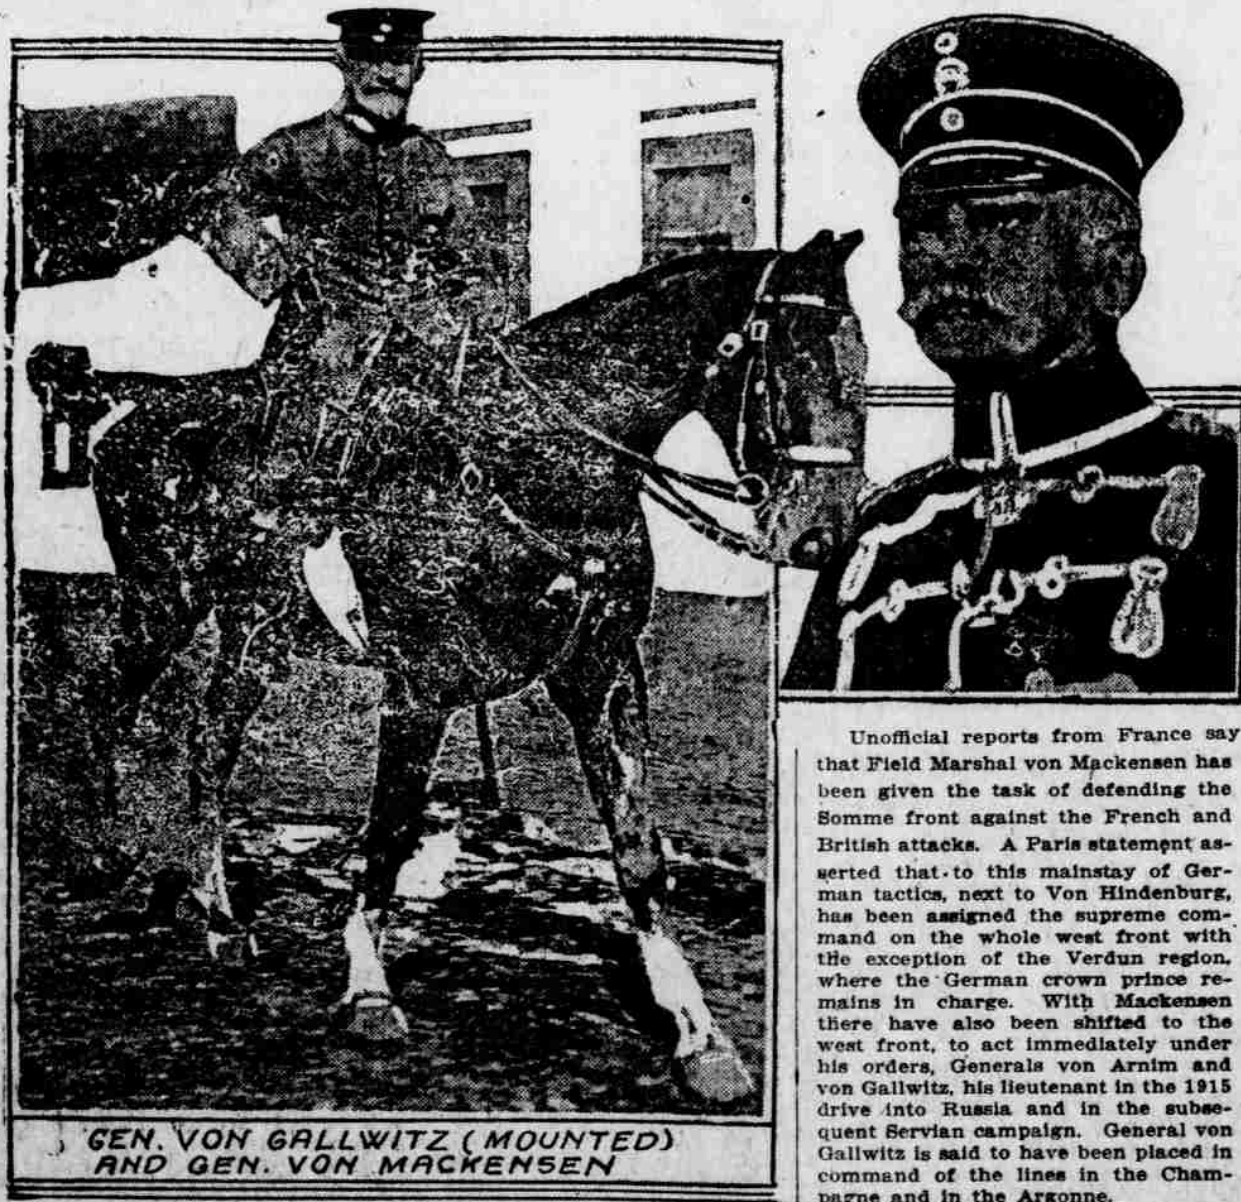 GEN. VON GALLWITZ (MOUNTED)
AND GEN. VON MACKENSEN
Unofficial reports from France say
that Field Marshal von Mackensen has
been given the task of defending the
Somme front against the French and
British attacks. A Paris statement as-
serted that to this mainstay of Ger-
man tactics, next to Von Hindenburg,
has been assigned the supreme com-
mand on the whole west front with
the exception of the Verdun region,
where the German crown prince re-
mains in charge. With Mackensen
there have also been shifted to the
west front, to act immediately under
his orders, Generals von Arnim and
von Gallwitz, his lieutenant in the 1915
drive into Russia and in the subse-
quent Servian campaign. General von
Gallwitz is said to have been placed in
command of the lines in the Cham-
pagne and in the Argonne.